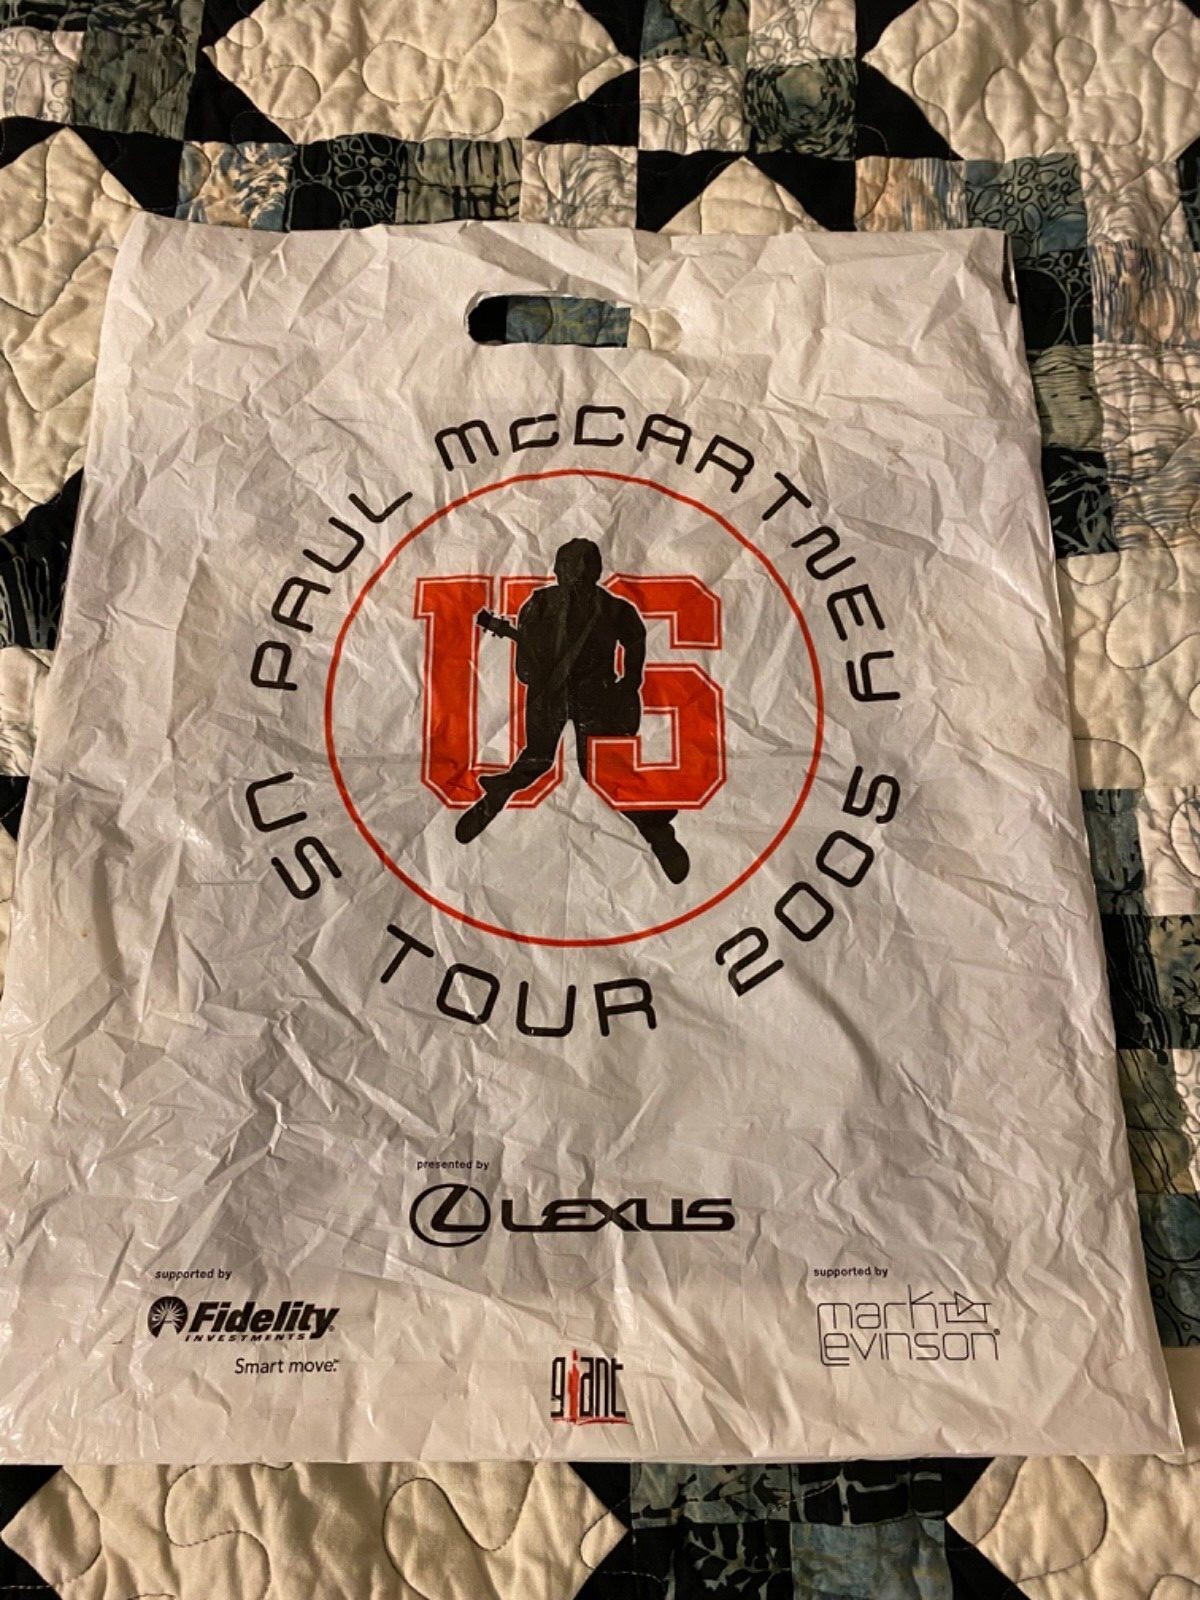 PAUL McCARTNEY
US TOUR 2005
US
presented by
LEXUS
supported by
Fidelity
INVESTMENTS®
Smart move.℠
supported by
mark
Levinson®
giant